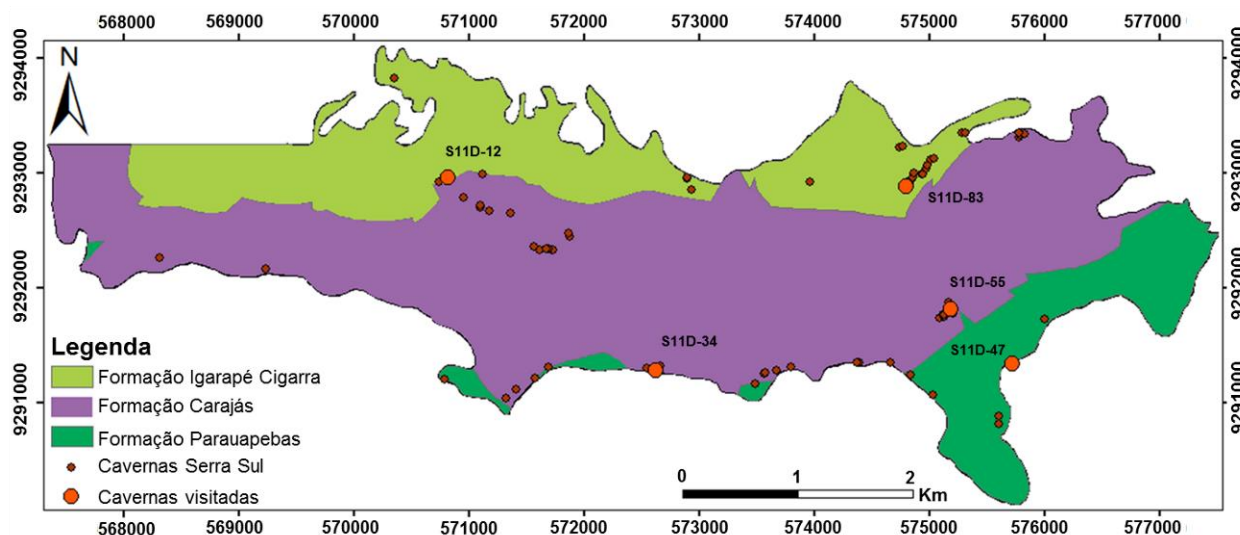 568000 569000 570000 571000 572000 573000 574000 575000 576000 577000
9294000 9294000
N
S11D-12
9293000 9293000
S11D-83
9292000 9292000
S11D-55
S11D-34
S11D-47
Legenda
Formação Igarapé Cigarra
Formação Carajás
Formação Parauapebas
Cavernas Serra Sul
Cavernas visitadas
9291000 9291000
0 1 2
Km
568000 569000 570000 571000 572000 573000 574000 575000 576000 577000